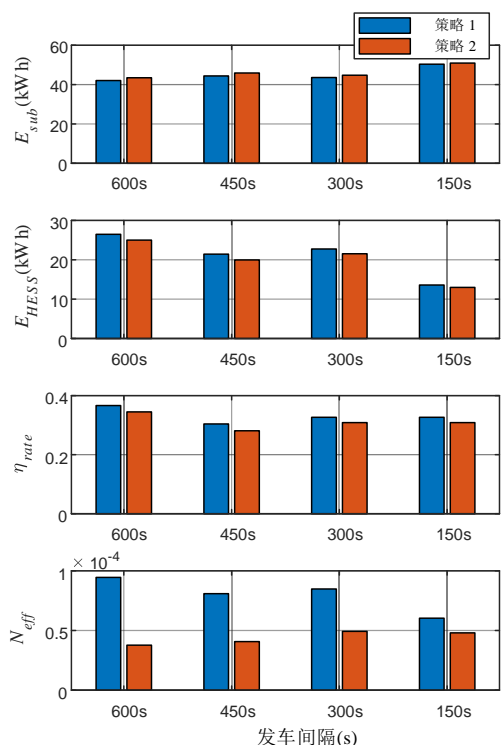 策略 1
策略 2
60
40
20
0
E_sub(kWh)
600s 450s 300s 150s
30
20
10
0
E_HESS(kWh)
600s 450s 300s 150s
0.4
0.2
0
η_rate
600s 450s 300s 150s
× 10^-4
1
0.5
0
N_eff
600s 450s 300s 150s
发车间隔(s)